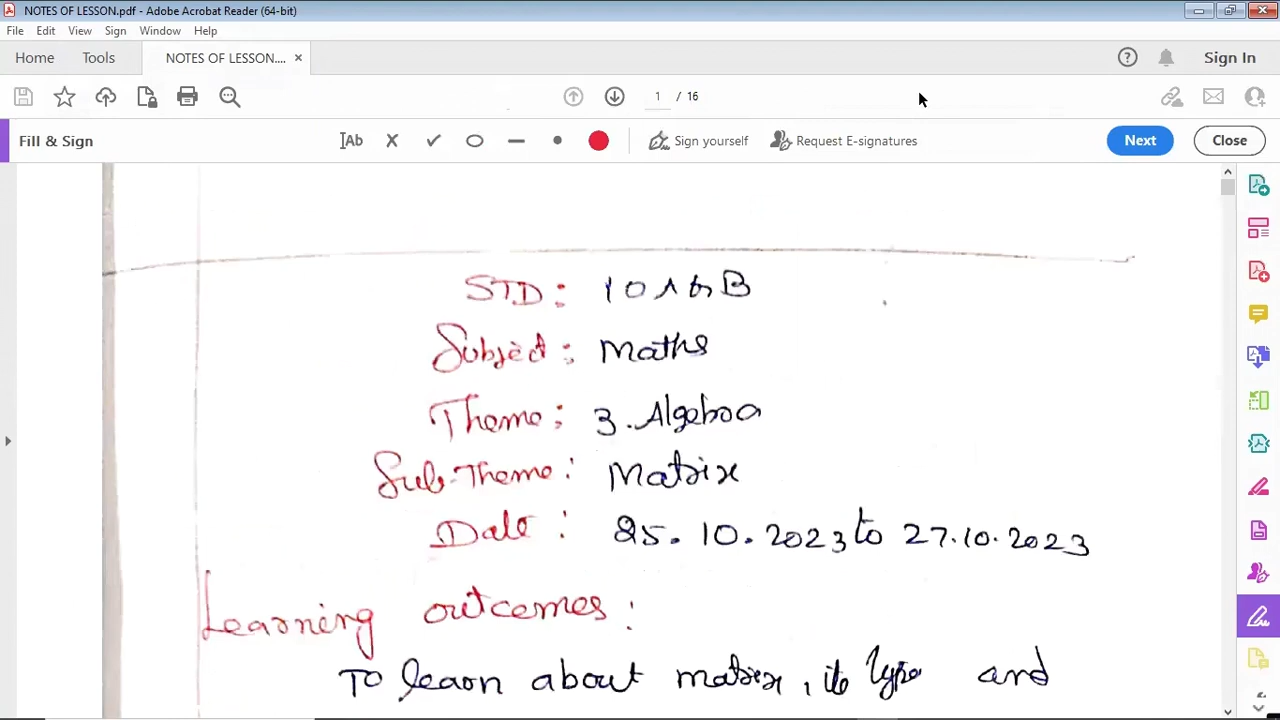 NOTES OF LESSON.pdf - Adobe Acrobat Reader (64-bit)
File Edit View Sign Window Help
Home Tools NOTES OF LESSON.... × Sign In
1 / 16
Fill & Sign Ab Sign yourself Request E-signatures Next Close
STD: 10 A & B
Subject: Maths
Theme: 3. Algebra
Sub-Theme: Matrix
Date: 25.10.2023 to 27.10.2023
Learning outcomes:
To learn about matrix, its type and